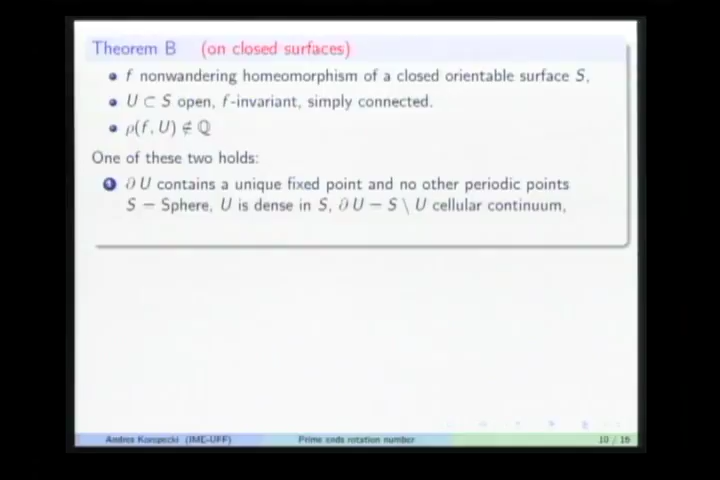 Theorem B (on closed surfaces)
• f nonwandering homeomorphism of a closed orientable surface S,
• U ⊂ S open, f-invariant, simply connected.
• ρ(f, U) ∉ ℚ
One of these two holds:
1 ∂U contains a unique fixed point and no other periodic points
S = Sphere, U is dense in S, ∂U = S \ U cellular continuum,
Andres Koropecki (IME-UFF) Prime ends rotation number 10 / 16